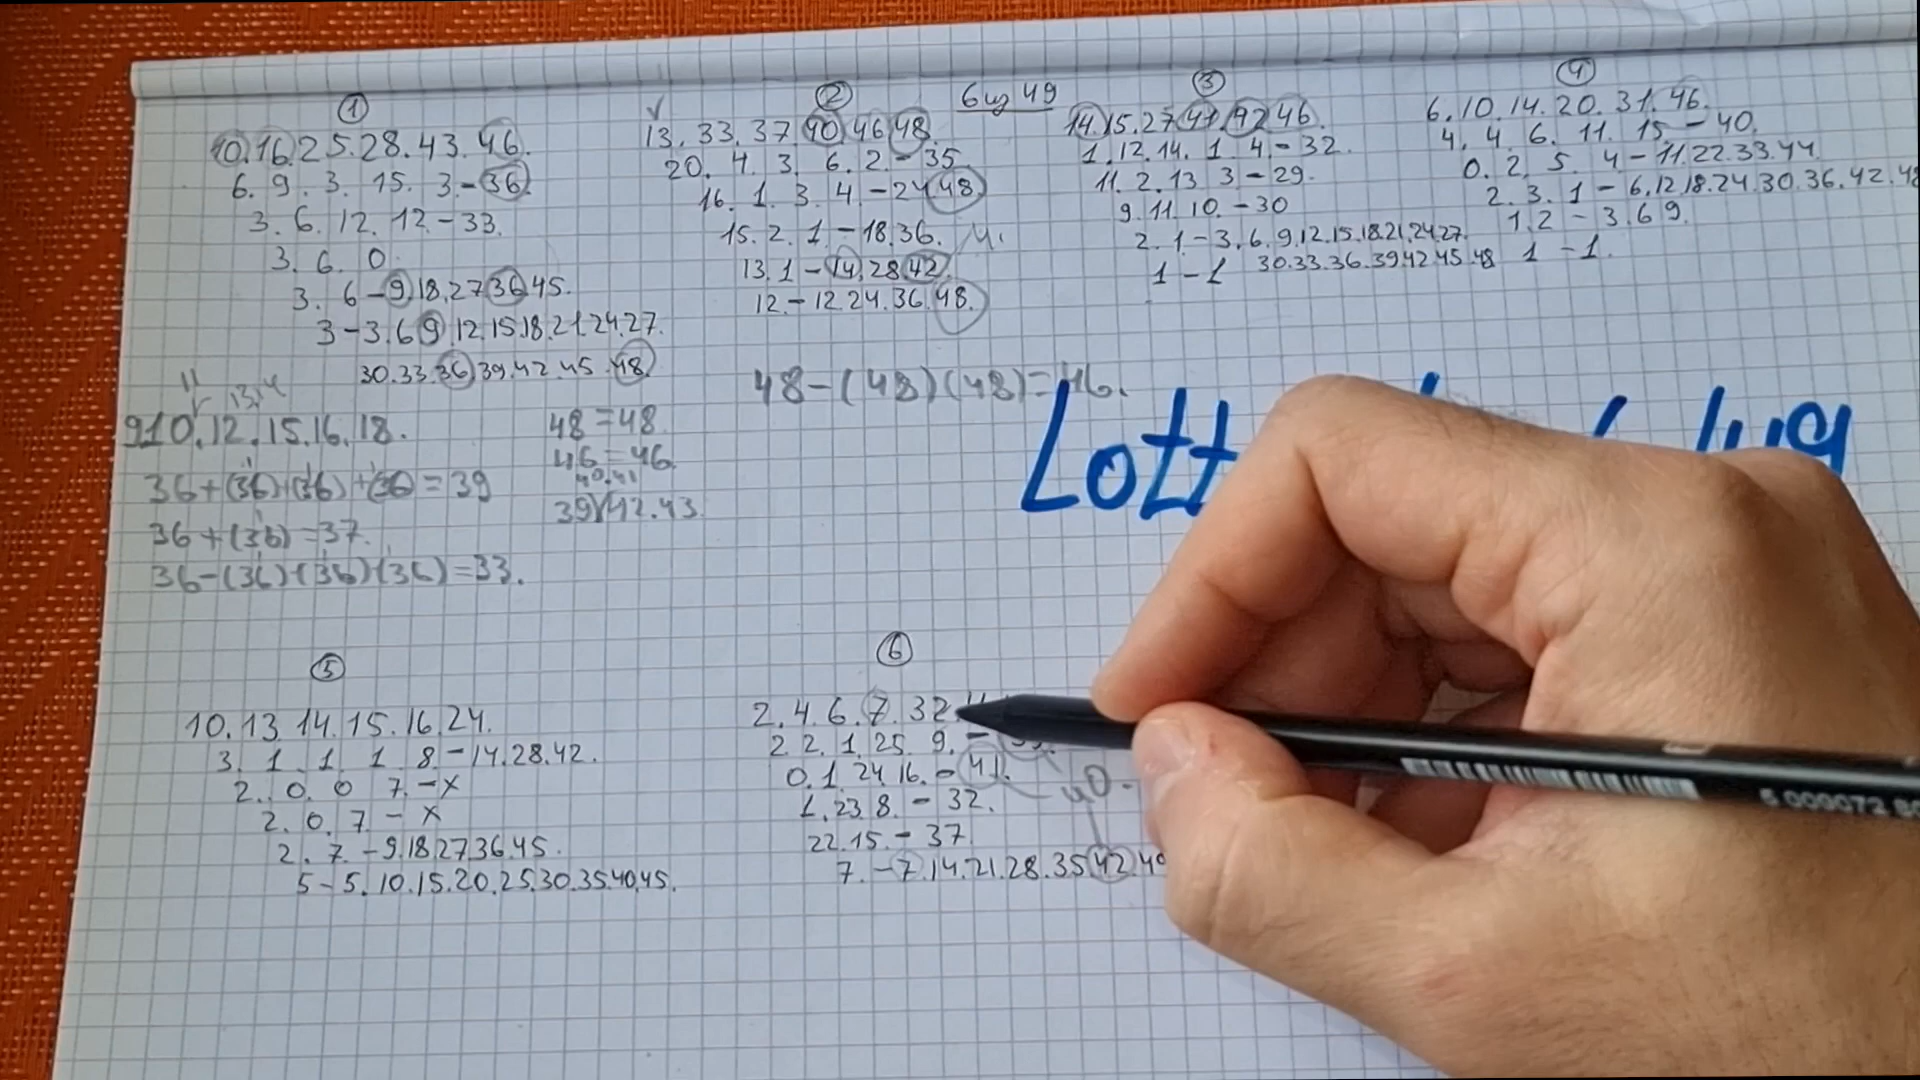 6 из 49
①
10.16.25.28.43.46.
6. 9. 3. 15. 3-36
3. 6. 12. 12-33.
3. 6. 0.
3. 6-9.18.27 36.45.
3-3.6 9.12.15.18.21.24.27.
30.33.36.39.42.45.48
②
13.33.37.40.46.48
20. 4. 3. 6. 2-35
16. 1. 3. 4-24.48
15. 2. 1-18.36.
13.1-14.28.42.
12-12.24.36.48.
③
14.15.27.41.42.46.
1.12.14. 1. 4-32.
11. 2. 13 3-29.
9. 11. 10.-30
2. 1-3.6.9.12.15.18.21.24.27.
1-1 30.33.36.39.42.45.48
④
6.10.14.20.31.46.
4. 4. 6. 11. 15-40.
0. 2. 5. 4-11.22.33.44.
2. 3. 1-6.12.18.24.30.36.42.48
1.2-3.6 9.
1-1.
11
13.14
9 10.12.15.16.18.
36+(36)+(36)+(36)=39
36+(36)=37.
36-(36)-(36)-(36)=33.
48=48
46=46
40.41
39 42.43.
48-(48)(48)=46.
⑤
10.13.14.15.16.24.
3. 1. 1. 1. 8-14.28.42.
2. 0. 0 7.-x
2. 0. 7-x
2. 7-9.18.27.36.45.
5-5.10.15.20.25.30.35.40.45.
⑥
2.4.6.7.32.
2 2. 1.25. 9.-
0.1.24.16.-41.
1.23.8.-32.
22.15.-37
7.-7.14.21.28.35.42.49
40.